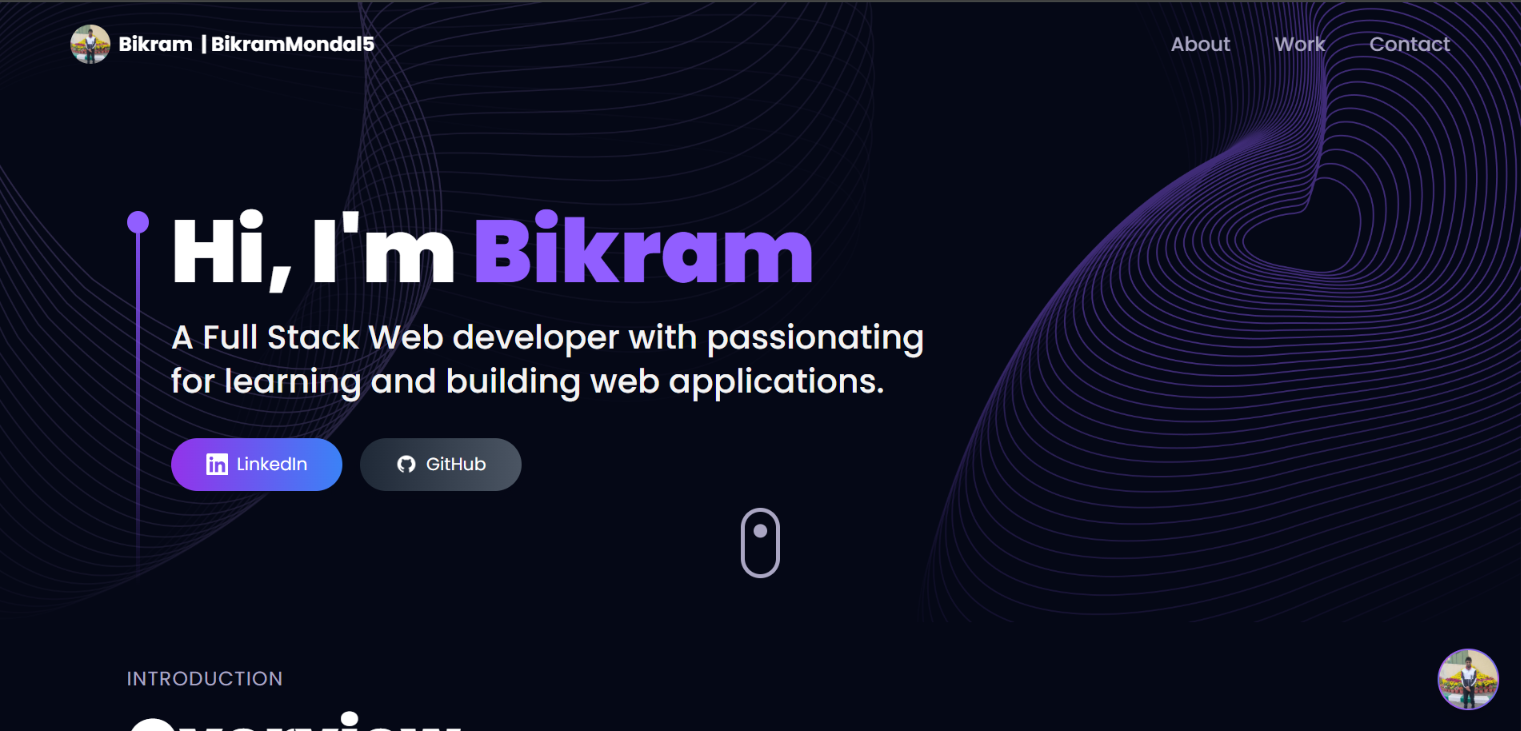 Bikram | BikramMondal5
About Work Contact
Hi, I'm Bikram
A Full Stack Web developer with passionating
for learning and building web applications.
LinkedIn GitHub
INTRODUCTION
Overview